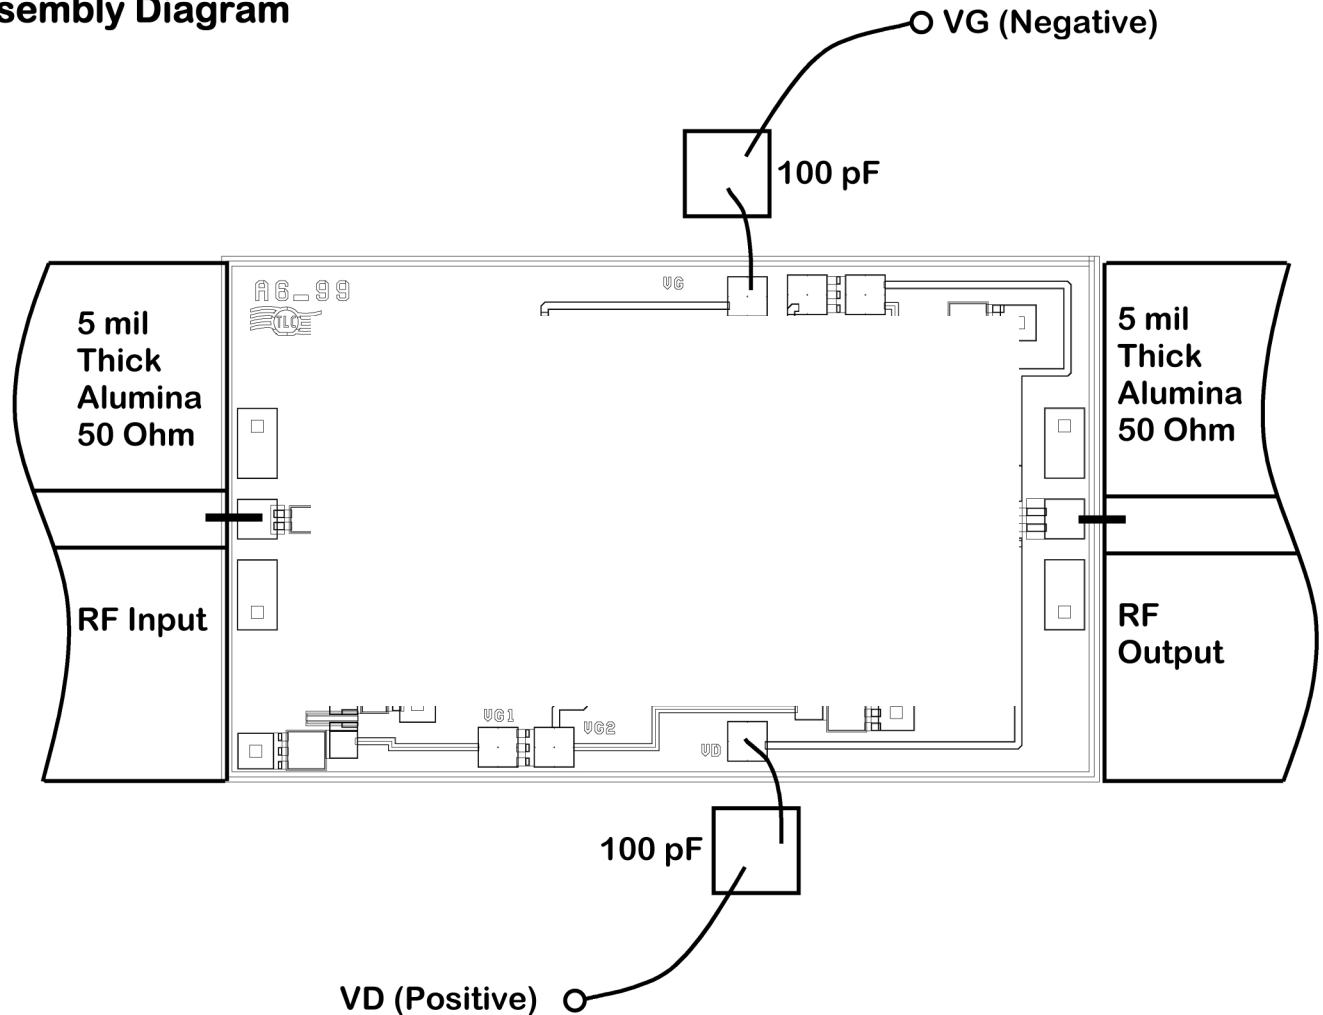 sembly Diagram
VG (Negative)
100 pF
A6_99
TLC
VG
5 mil
Thick
Alumina
50 Ohm
5 mil
Thick
Alumina
50 Ohm
RF Input
RF
Output
VG1
VG2
VD
100 pF
VD (Positive)